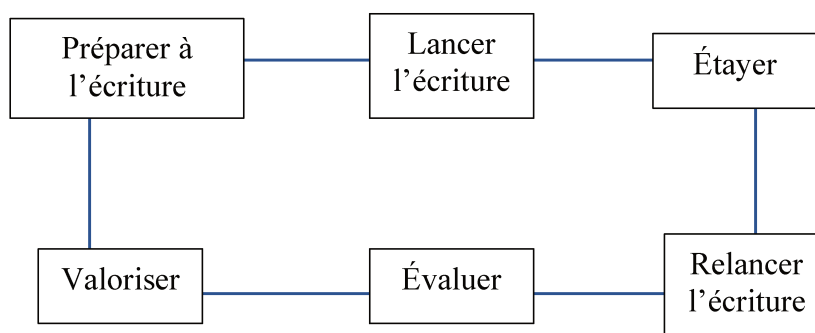 Préparer à
l’écriture
Lancer
l’écriture
Étayer
Valoriser
Évaluer
Relancer
l’écriture